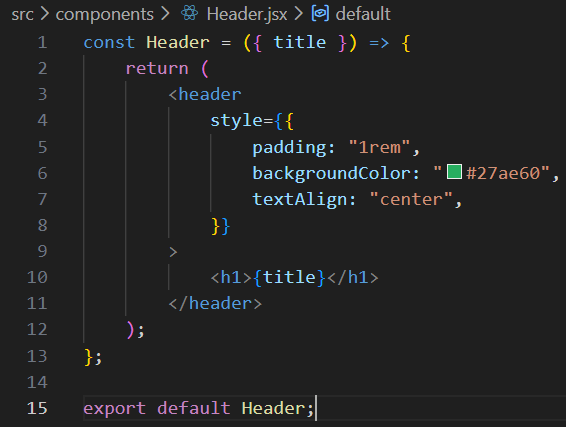 src > components > Header.jsx > default
1 const Header = ({ title }) => {
2     return (
3         <header
4             style={{
5                 padding: "1rem",
6                 backgroundColor: "#27ae60",
7                 textAlign: "center",
8             }}
9         >
10             <h1>{title}</h1>
11         </header>
12     );
13 };
14
15 export default Header;